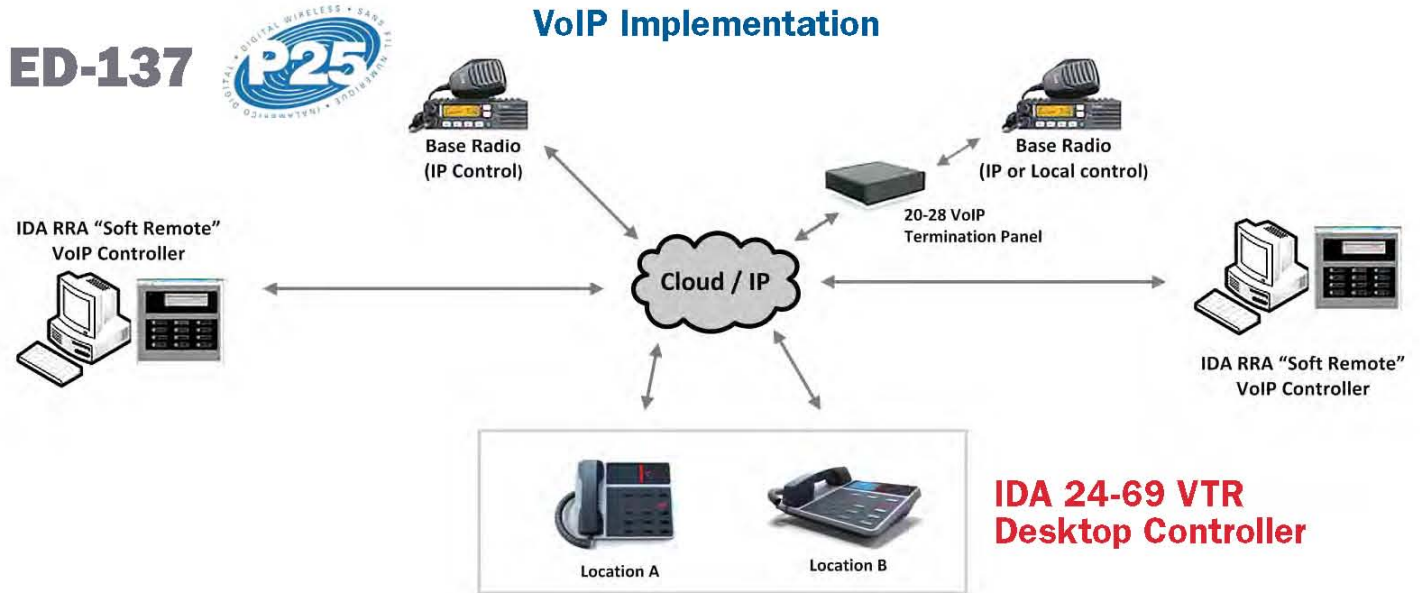 VoIP Implementation
ED-137
DIGITAL WIRELESS • SANS FIL NUMÉRIQUE • INALAMBRICO DIGITAL •
P25
Base Radio
(IP Control)
Base Radio
(IP or Local control)
20-28 VoIP
Termination Panel
IDA RRA “Soft Remote”
VoIP Controller
Cloud / IP
IDA RRA “Soft Remote”
VoIP Controller
Location A
Location B
IDA 24-69 VTR
Desktop Controller